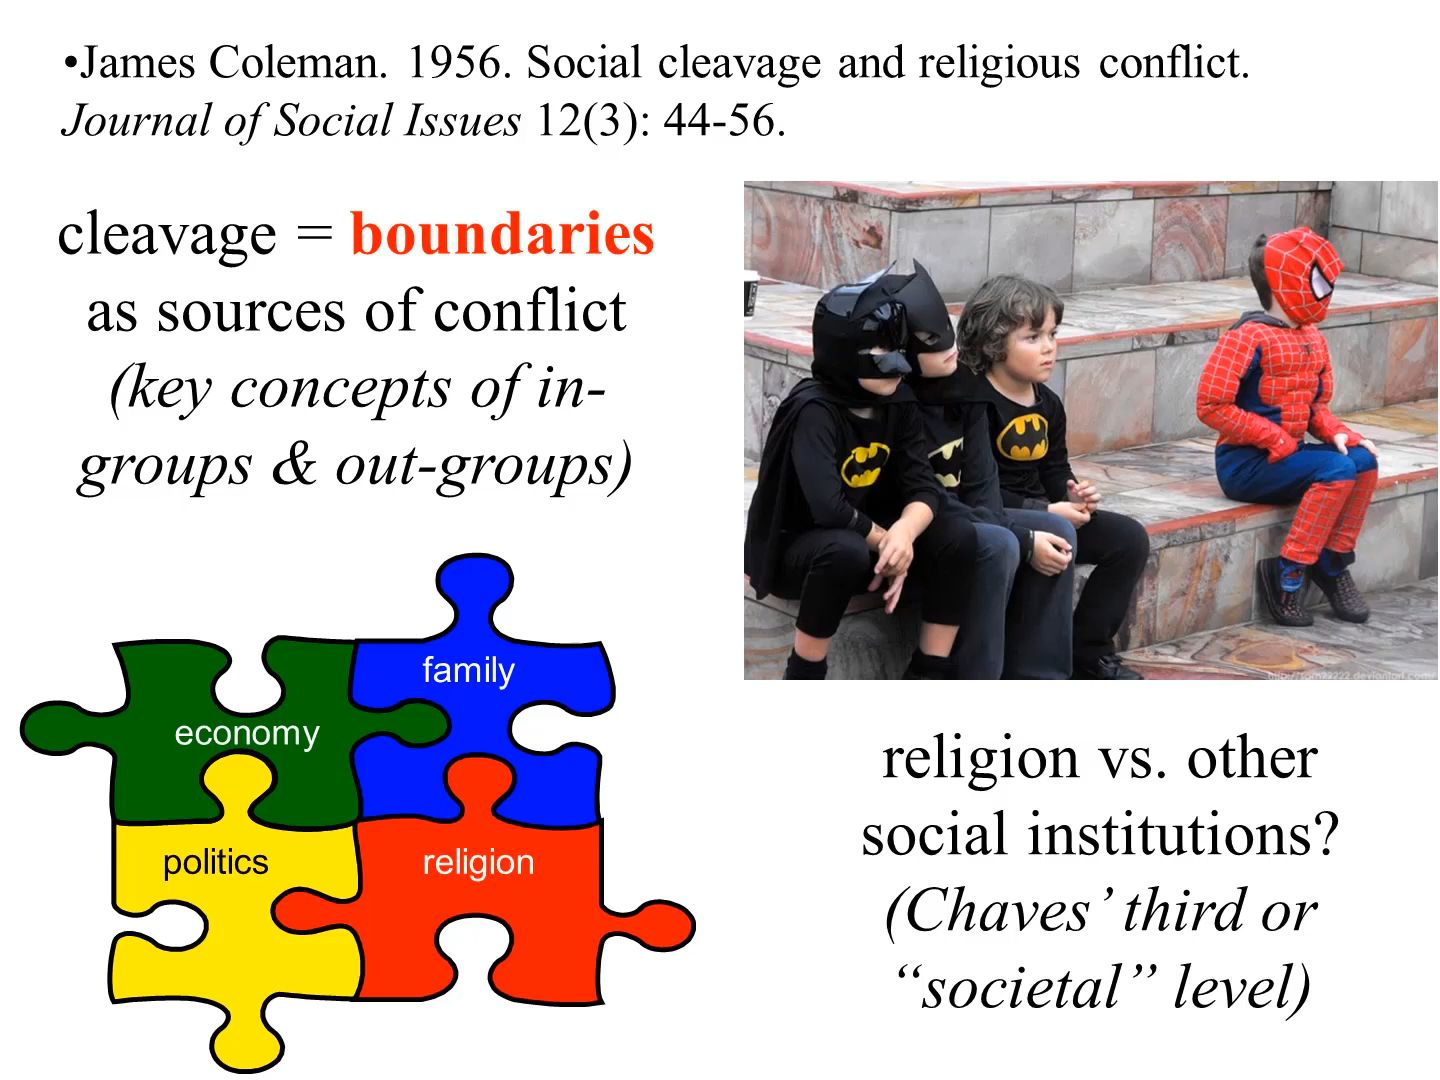 •James Coleman. 1956. Social cleavage and religious conflict.
Journal of Social Issues 12(3): 44-56.
cleavage = boundaries
as sources of conflict
(key concepts of in-
groups & out-groups)
family
economy
politics
religion
religion vs. other
social institutions?
(Chaves’ third or
“societal” level)